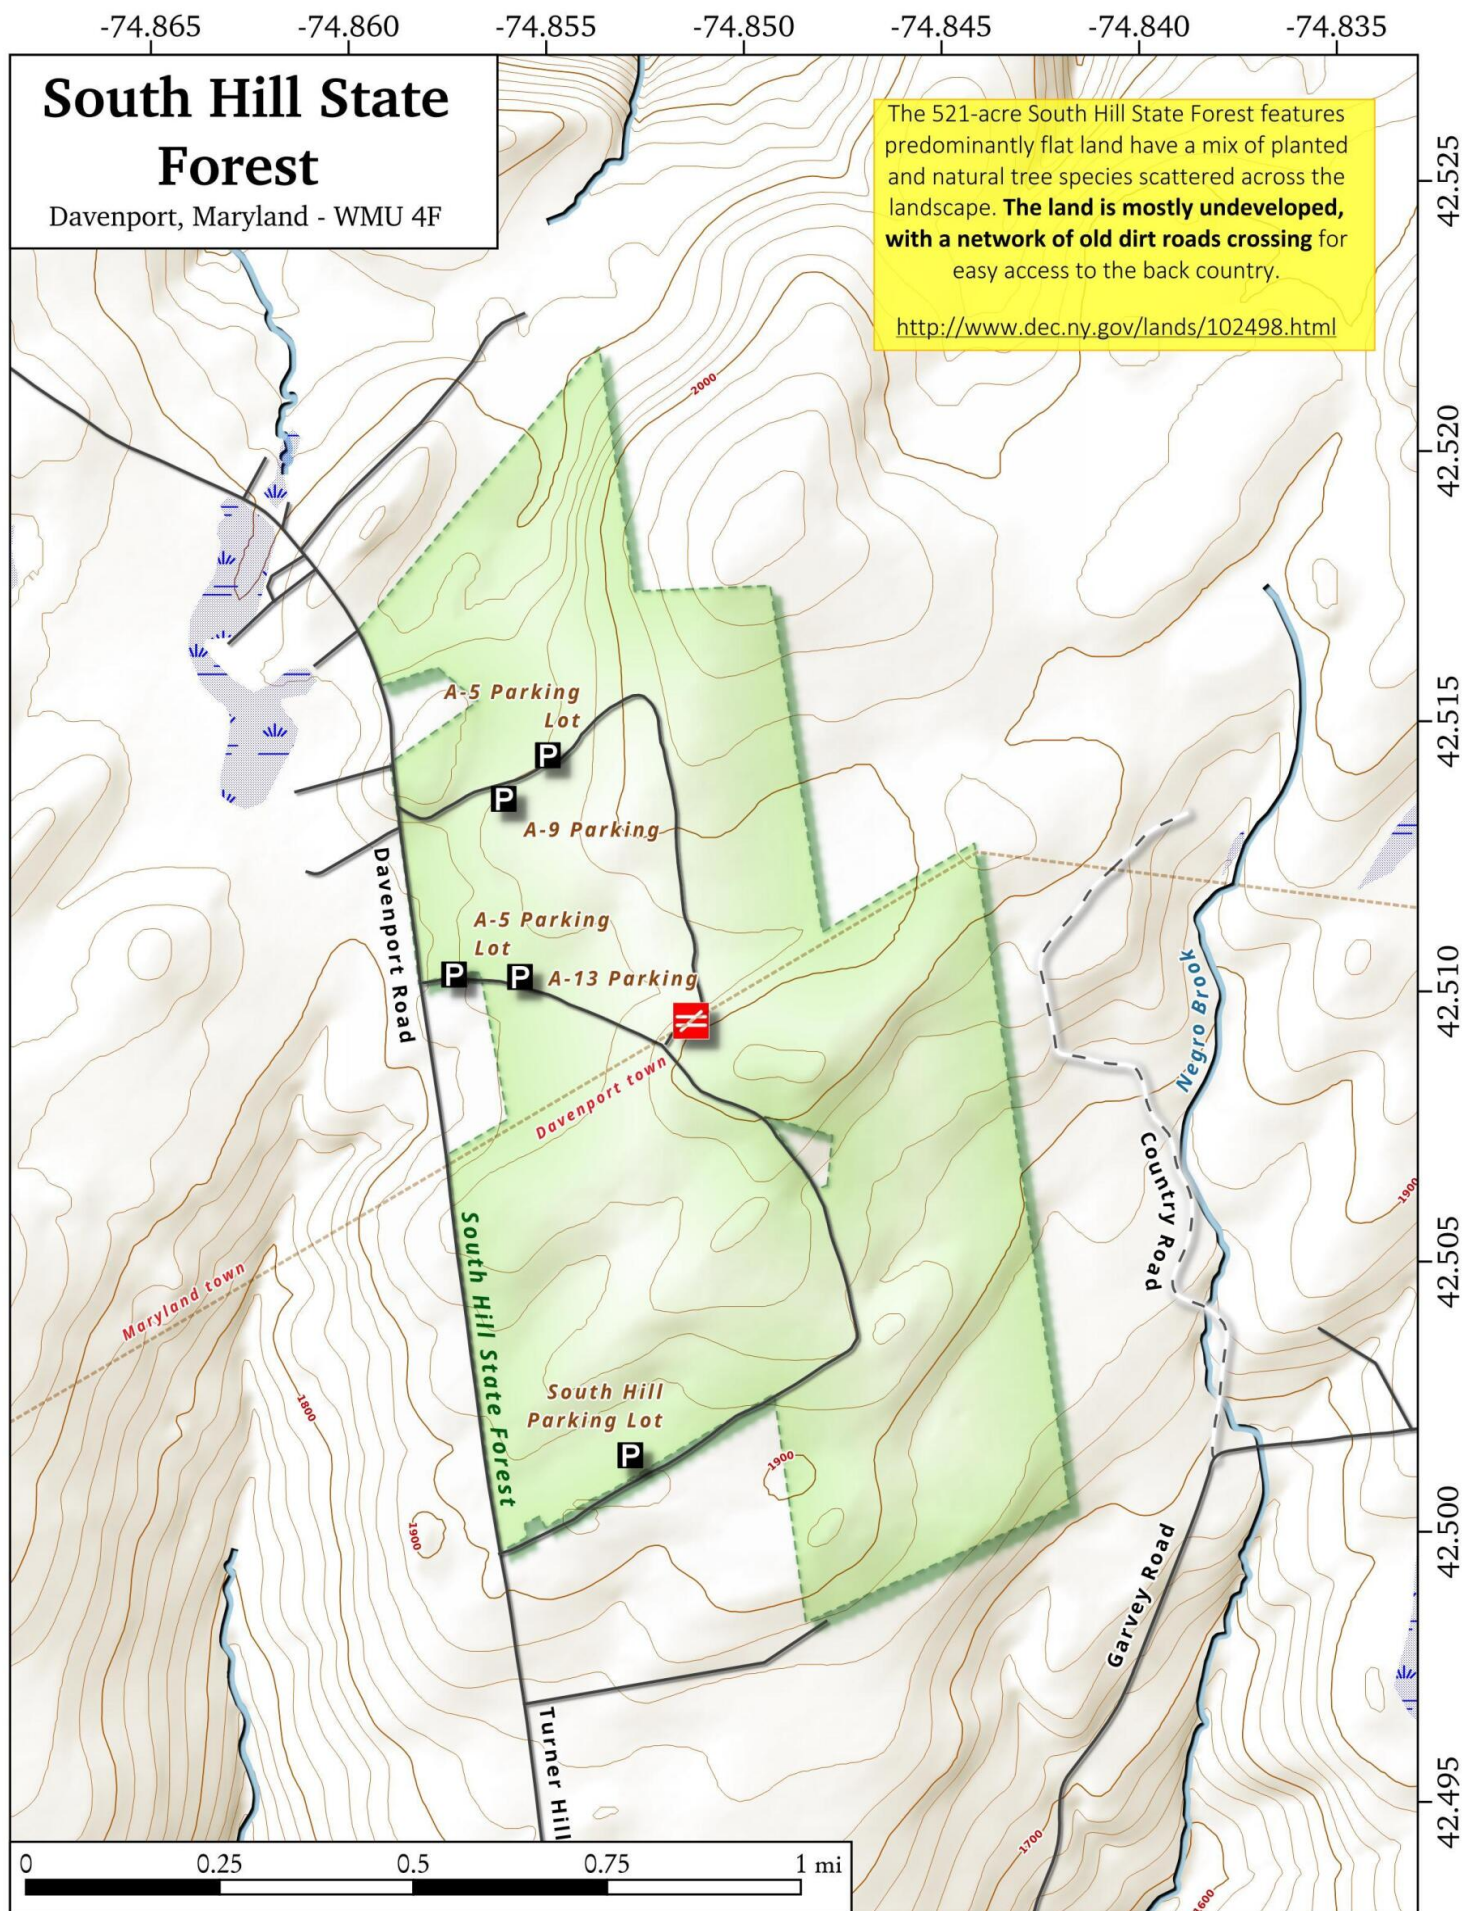 -74.865 -74.860 -74.855 -74.850 -74.845 -74.840 -74.835
South Hill State
Forest
Davenport, Maryland - WMU 4F
The 521-acre South Hill State Forest features
predominantly flat land have a mix of planted
and natural tree species scattered across the
landscape. The land is mostly undeveloped,
with a network of old dirt roads crossing for
easy access to the back country.
http://www.dec.ny.gov/lands/102498.html
42.525
2000
42.520
A-5 Parking
Lot
P
42.515
P
A-9 Parking
Davenport Road
A-5 Parking
Lot
P
P
A-13 Parking
42.510
Negro Brook
Davenport town
Country Road
1900
Maryland town
42.505
South Hill State Forest
South Hill
Parking Lot
P
1800
1900
1900
42.500
Garvey Road
Turner Hill
42.495
1700
1600
0 0.25 0.5 0.75 1 mi